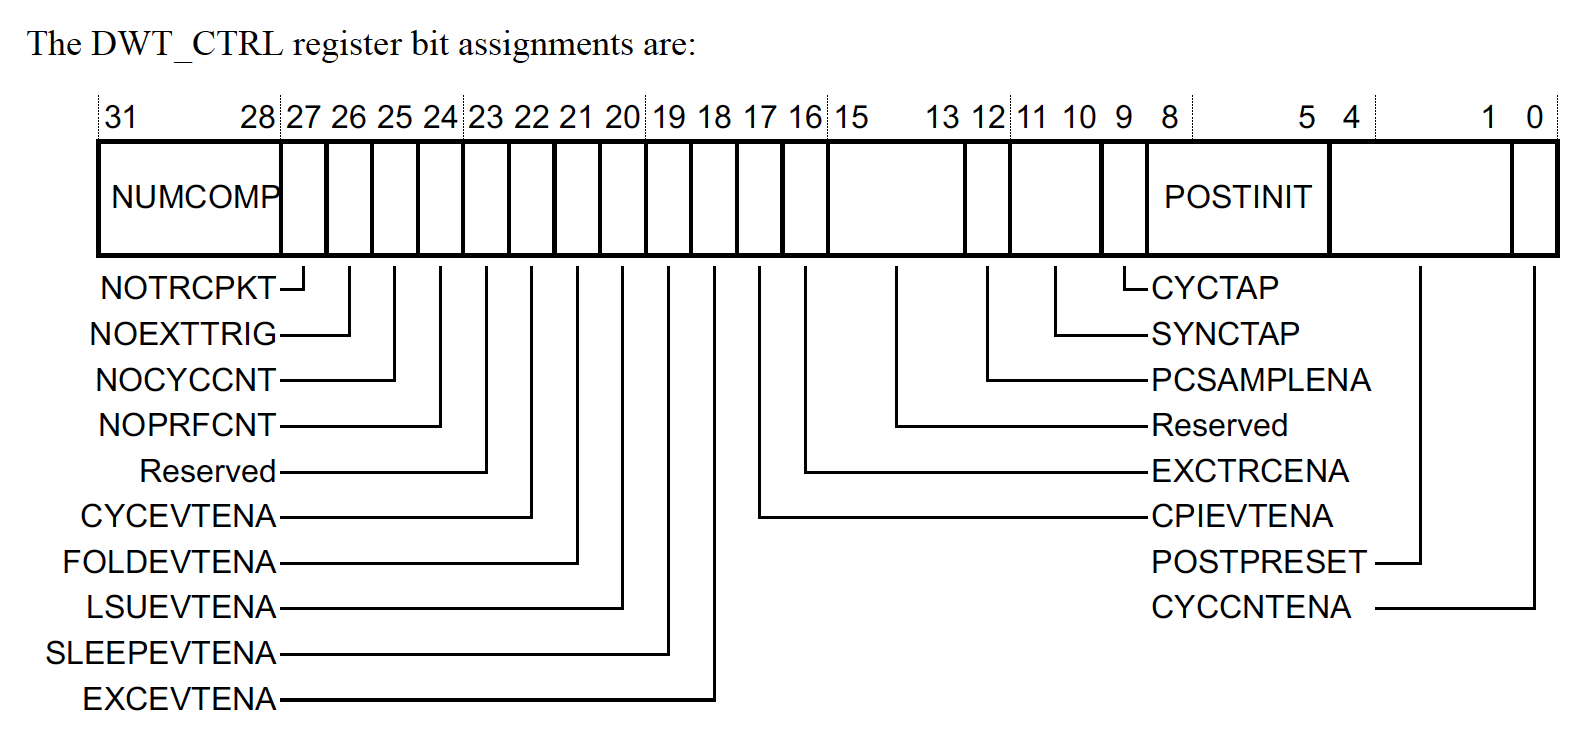 The DWT_CTRL register bit assignments are:
31 28 27 26 25 24 23 22 21 20 19 18 17 16 15 13 12 11 10 9 8 5 4 1 0
NUMCOMP POSTINIT
NOTRCPKT CYCTAP
NOEXTTRIG SYNCTAP
NOCYCCNT PCSAMPLENA
NOPRFCNT Reserved
Reserved EXCTRCENA
CYCEVTENA CPIEVTENA
FOLDEVTENA POSTPRESET
LSUEVTENA CYCCNTENA
SLEEPEVTENA
EXCEVTENA